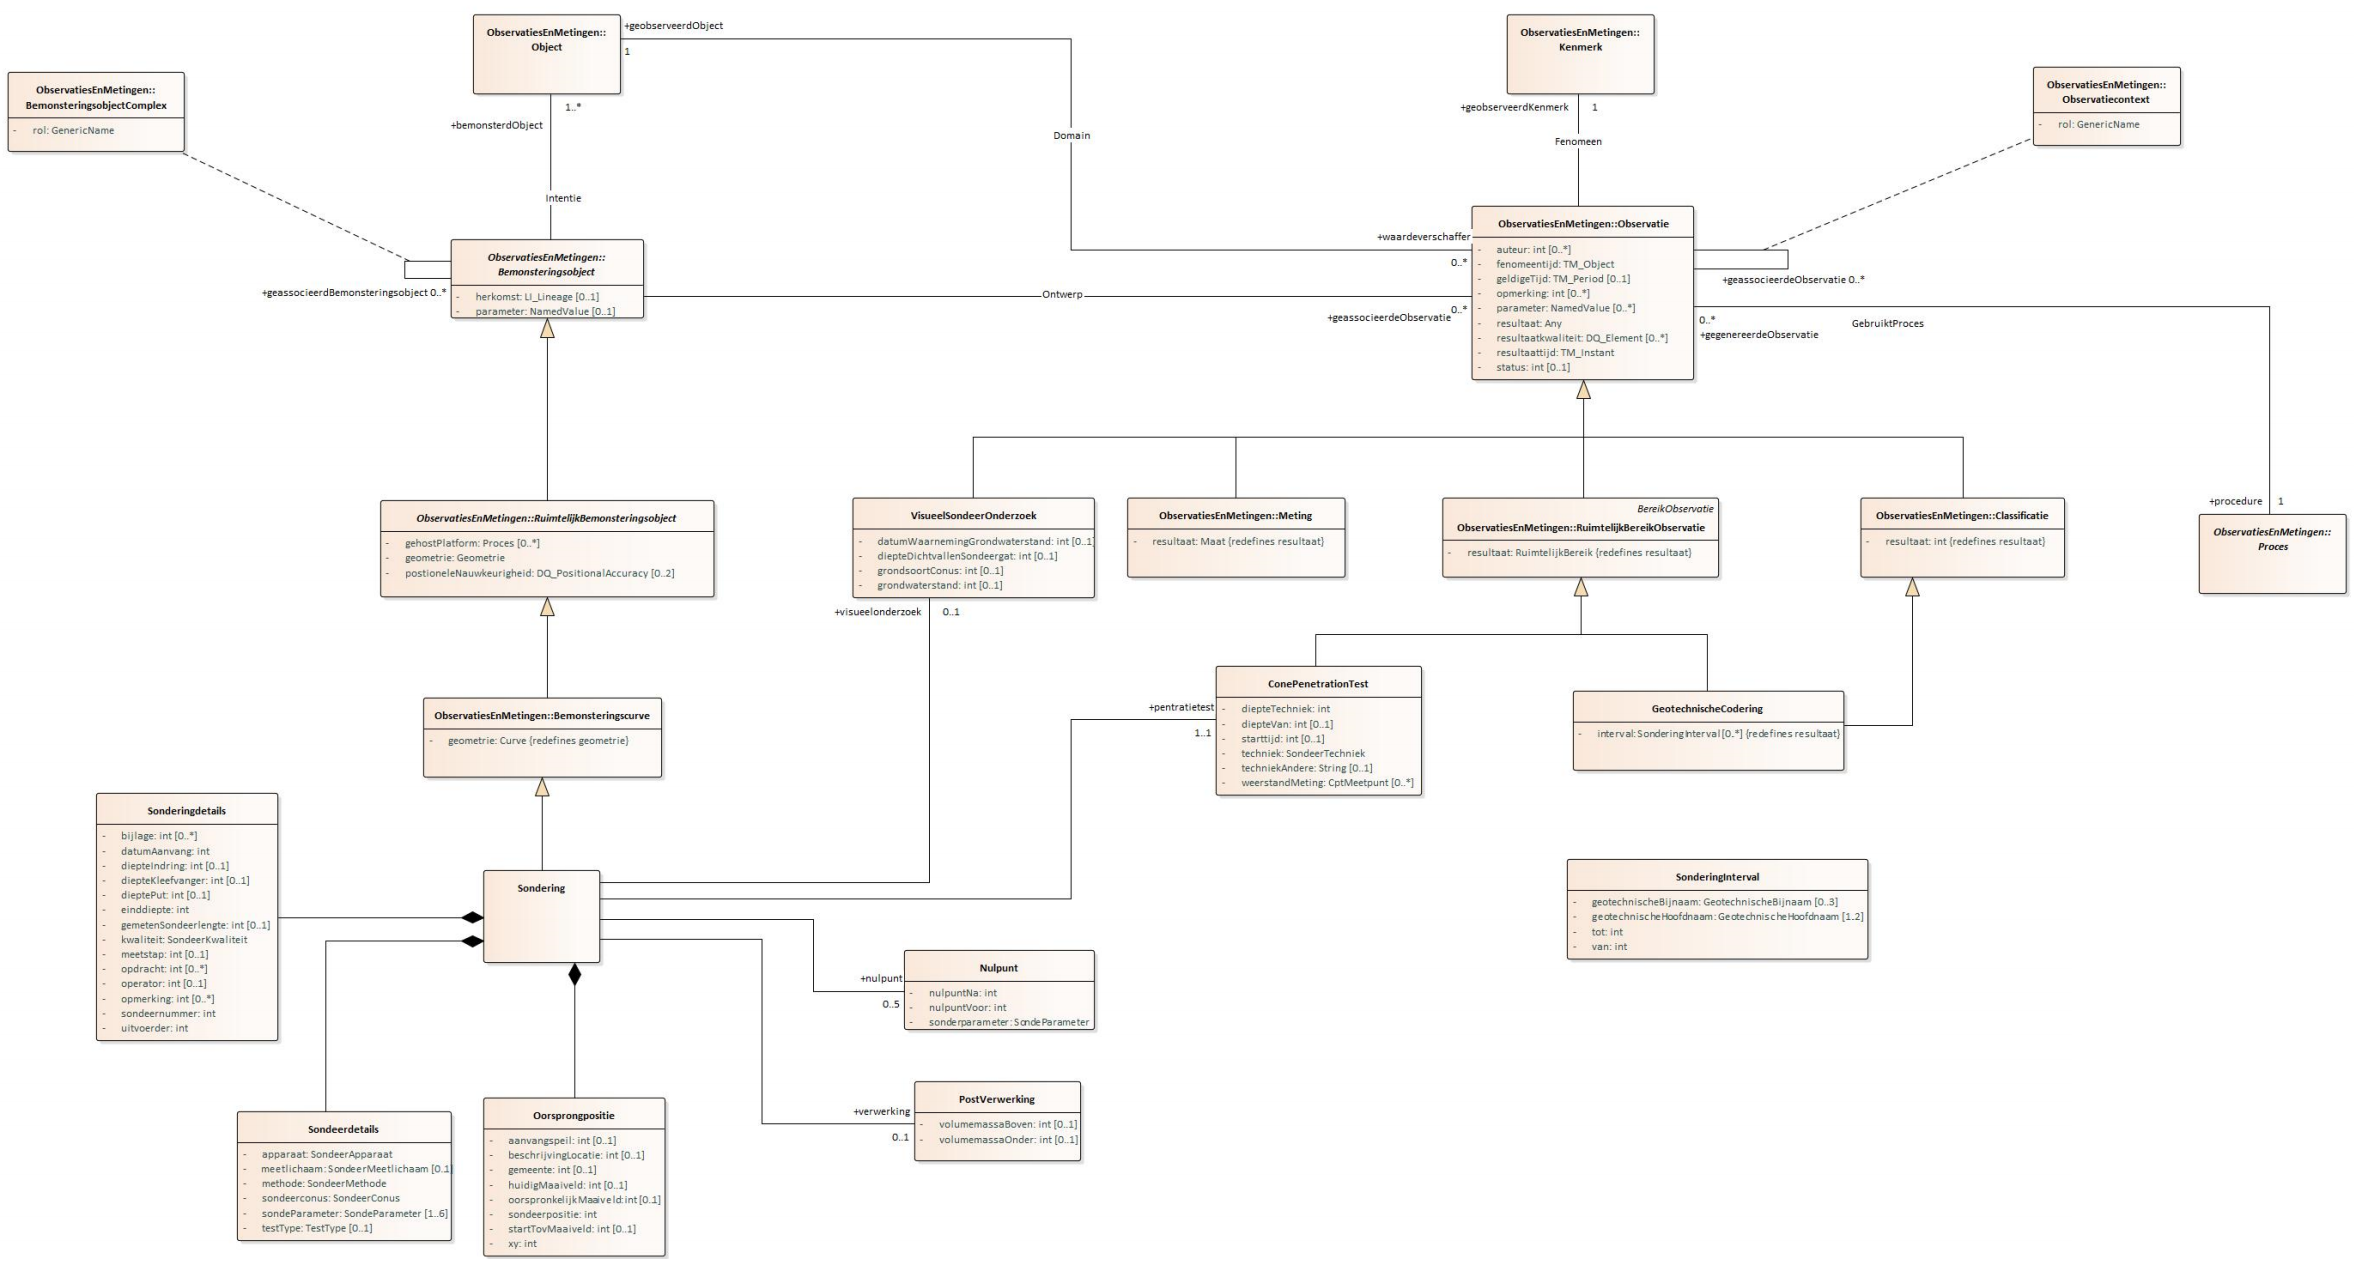 ObservatiesEnMetingen::
Object
+geobserveerdObject
1
1..*
+bemonsterdObject
Intentie
Domain
ObservatiesEnMetingen::
Kenmerk
+geobserveerdKenmerk 1
Fenomeen
ObservatiesEnMetingen::
BemonsteringsobjectComplex
- rol: GenericName
ObservatiesEnMetingen::
Observatiecontext
- rol: GenericName
ObservatiesEnMetingen::
Bemonsteringsobject
- herkomst: LI_Lineage [0..1]
- parameter: NamedValue [0..1]
+geassocieerdBemonsteringsobject 0..*
Ontwerp
+waardeverschaffer
0..*
0..*
+geassocieerdeObservatie
ObservatiesEnMetingen::Observatie
- auteur: int [0..*]
- fenomeentijd: TM_Object
- geldigeTijd: TM_Period [0..1]
- opmerking: int [0..*]
- parameter: NamedValue [0..*]
- resultaat: Any
- resultaatkwaliteit: DQ_Element [0..*]
- resultaattijd: TM_Instant
- status: int [0..1]
+geassocieerdeObservatie 0..*
0..*
+gegenereerdeObservatie
GebruiktProces
+procedure 1
ObservatiesEnMetingen::
Proces
ObservatiesEnMetingen::RuimtelijkBemonsteringsobject
- gehostPlatform: Proces [0..*]
- geometrie: Geometrie
- postioneleNauwkeurigheid: DQ_PositionalAccuracy [0..2]
VisueelSondeerOnderzoek
- datumWaarnemingGrondwaterstand: int [0..1]
- diepteDichtvallenSondeergat: int [0..1]
- grondsoortConus: int [0..1]
- grondwaterstand: int [0..1]
+visueelonderzoek 0..1
ObservatiesEnMetingen::Meting
- resultaat: Maat {redefines resultaat}
BereikObservatie
ObservatiesEnMetingen::RuimtelijkBereikObservatie
- resultaat: RuimtelijkBereik {redefines resultaat}
ObservatiesEnMetingen::Classificatie
- resultaat: int {redefines resultaat}
ObservatiesEnMetingen::Bemonsteringscurve
- geometrie: Curve {redefines geometrie}
+pentratietest
1..1
ConePenetrationTest
- diepteTechniek: int
- diepteVan: int [0..1]
- starttijd: int [0..1]
- techniek: SondeerTechniek
- techniekAndere: String [0..1]
- weerstandMeting: CptMeetpunt [0..*]
GeotechnischeCodering
- interval: SonderingInterval [0..*] {redefines resultaat}
Sonderingdetails
- bijlage: int [0..*]
- datumAanvang: int
- diepteIndring: int [0..1]
- diepteKleefvanger: int [0..1]
- dieptePut: int [0..1]
- einddiepte: int
- gemetenSondeerlengte: int [0..1]
- kwaliteit: SondeerKwaliteit
- meetstap: int [0..1]
- opdracht: int [0..*]
- operator: int [0..1]
- opmerking: int [0..*]
- sondeernummer: int
- uitvoerder: int
Sondering
SonderingInterval
- geotechnischeBijnaam: GeotechnischeBijnaam [0..3]
- geotechnischeHoofdnaam: GeotechnischeHoofdnaam [1..2]
- tot: int
- van: int
+nulpunt
0..5
Nulpunt
- nulpuntNa: int
- nulpuntVoor: int
- sonderparameter: SondeParameter
+verwerking
0..1
PostVerwerking
- volumemassaBoven: int [0..1]
- volumemassaOnder: int [0..1]
Sondeerdetails
- apparaat: SondeerApparaat
- meetlichaam: SondeerMeetlichaam [0..1]
- methode: SondeerMethode
- sondeerconus: SondeerConus
- sondeParameter: SondeParameter [1..6]
- testType: TestType [0..1]
Oorsprongpositie
- aanvangspeil: int [0..1]
- beschrijvingLocatie: int [0..1]
- gemeente: int [0..1]
- huidigMaaiveld: int [0..1]
- oorspronkelijkMaaiveld: int [0..1]
- sondeerpositie: int
- startTovMaaiveld: int [0..1]
- xy: int